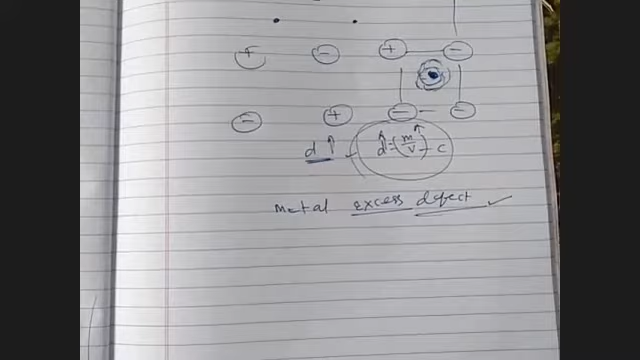 + − + −
− + − −
d ↑ – d↑ = (m↑/v) – c
metal excess defect ✓